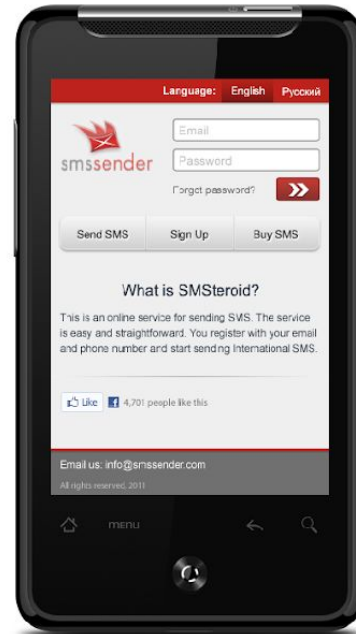 Language: English Русский
Email
smssender
Password
Forgot password?
Send SMS Sign Up Buy SMS
What is SMSteroid?
This is an online service for sending SMS. The service
is easy and straightforward. You register with your email
and phone number and start sending International SMS.
Like 4,701 people like this
Email us: info@smssender.com
All rights reserved, 2011
MENU